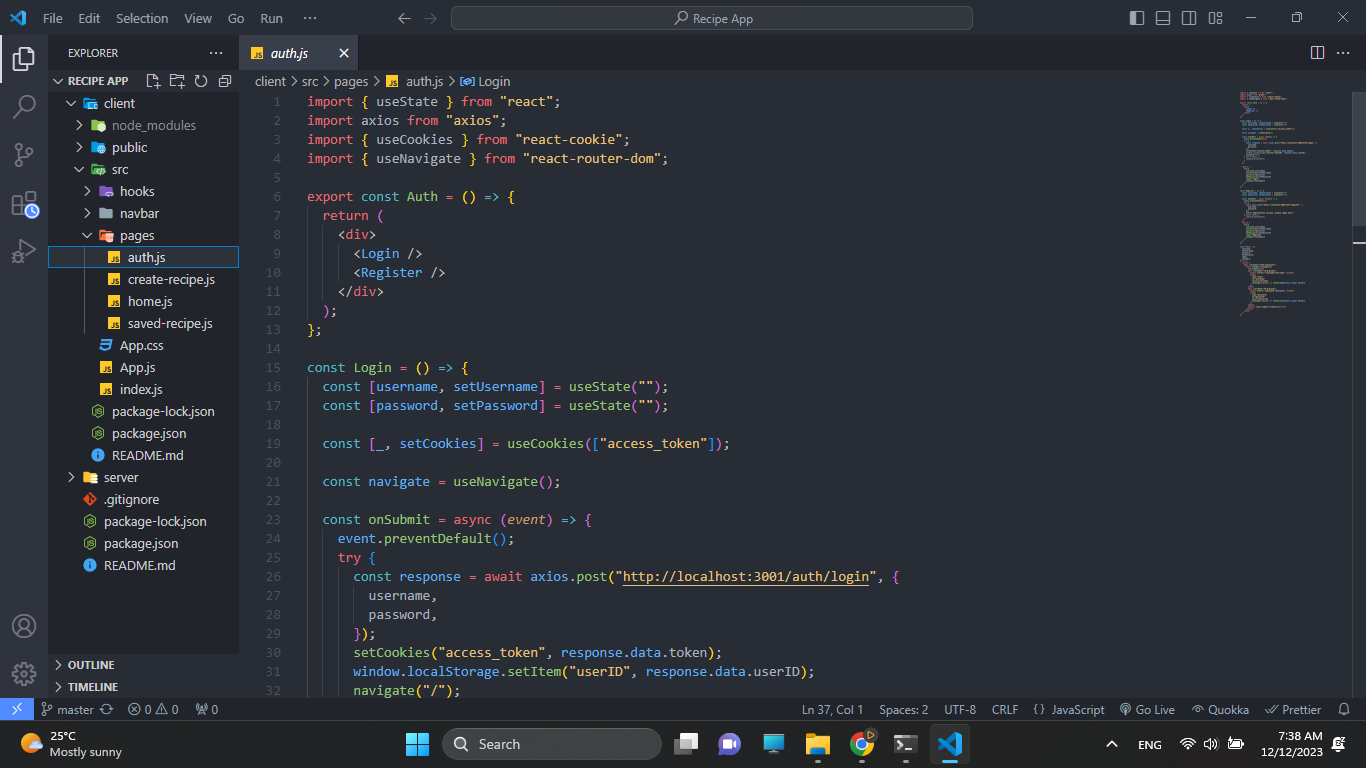 File Edit Selection View Go Run ··· Recipe App
EXPLORER ···
RECIPE APP
client
node_modules
public
src
hooks
navbar
pages
auth.js
create-recipe.js
home.js
saved-recipe.js
App.css
App.js
index.js
package-lock.json
package.json
README.md
server
.gitignore
package-lock.json
package.json
README.md
OUTLINE
TIMELINE
JS auth.js
client > src > pages > JS auth.js > Login
1 import { useState } from "react";
2 import axios from "axios";
3 import { useCookies } from "react-cookie";
4 import { useNavigate } from "react-router-dom";
5
6 export const Auth = () => {
7 return (
8 <div>
9 <Login />
10 <Register />
11 </div>
12 );
13 };
14
15 const Login = () => {
16 const [username, setUsername] = useState("");
17 const [password, setPassword] = useState("");
18
19 const [_, setCookies] = useCookies(["access_token"]);
20
21 const navigate = useNavigate();
22
23 const onSubmit = async (event) => {
24 event.preventDefault();
25 try {
26 const response = await axios.post("http://localhost:3001/auth/login", {
27 username,
28 password,
29 });
30 setCookies("access_token", response.data.token);
31 window.localStorage.setItem("userID", response.data.userID);
32 navigate("/");
master 0 0 0 Ln 37, Col 1 Spaces: 2 UTF-8 CRLF { } JavaScript Go Live Quokka Prettier
25°C
Mostly sunny
Search
ENG
7:38 AM
12/12/2023